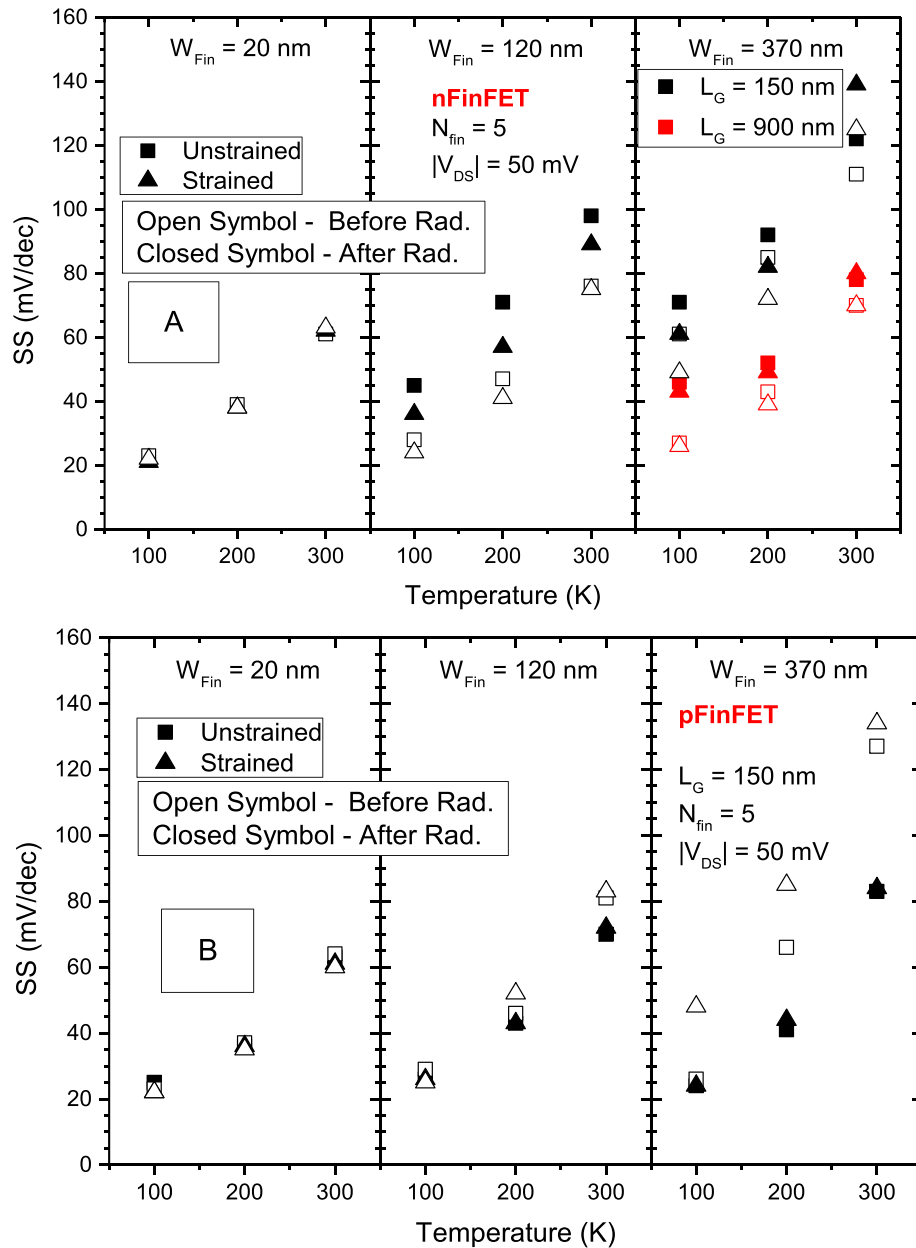 160
140
120
100
80
60
40
20
0
SS (mV/dec)
W_Fin = 20 nm
W_Fin = 120 nm
W_Fin = 370 nm
nFinFET
N_fin = 5
|V_DS| = 50 mV
L_G = 150 nm
L_G = 900 nm
Unstrained
Strained
Open Symbol - Before Rad.
Closed Symbol - After Rad.
A
100 200 300 100 200 300 100 200 300
Temperature (K)
160
140
120
100
80
60
40
20
0
SS (mV/dec)
W_Fin = 20 nm
W_Fin = 120 nm
W_Fin = 370 nm
pFinFET
Unstrained
Strained
Open Symbol - Before Rad.
Closed Symbol - After Rad.
L_G = 150 nm
N_fin = 5
|V_DS| = 50 mV
B
100 200 300 100 200 300 100 200 300
Temperature (K)